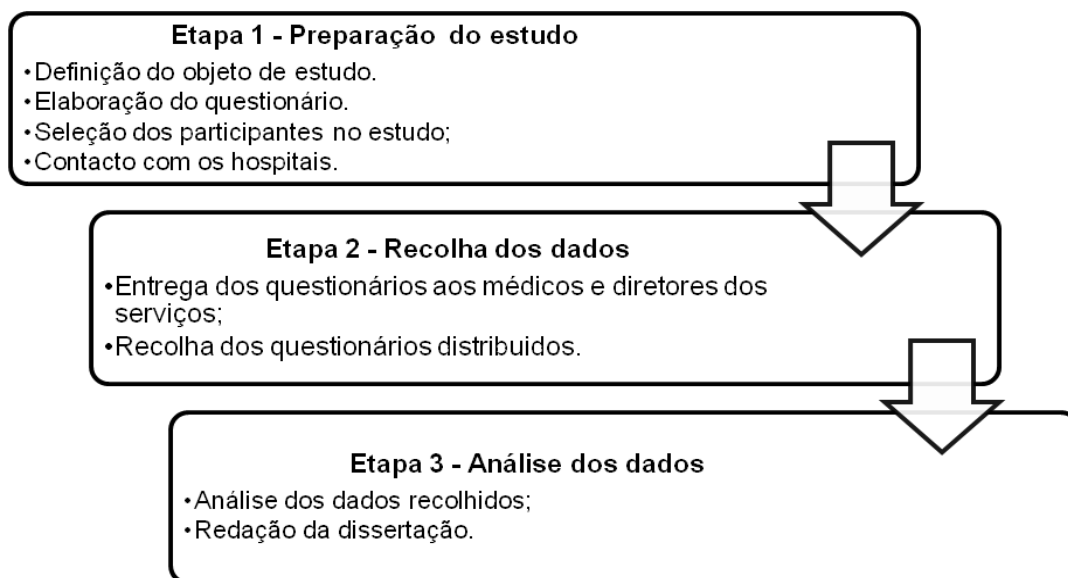 Etapa 1 - Preparação do estudo
•Definição do objeto de estudo.
•Elaboração do questionário.
•Seleção dos participantes no estudo;
•Contacto com os hospitais.
Etapa 2 - Recolha dos dados
•Entrega dos questionários aos médicos e diretores dos
serviços;
•Recolha dos questionários distribuidos.
Etapa 3 - Análise dos dados
•Análise dos dados recolhidos;
•Redação da dissertação.